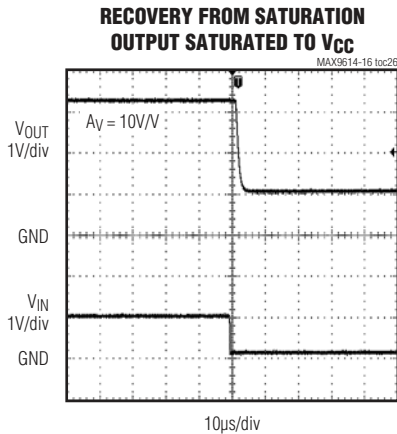 RECOVERY FROM SATURATION
OUTPUT SATURATED TO VCC
MAX9614-16 toc26
AV = 10V/V
VOUT
1V/div
GND
VIN
1V/div
GND
10µs/div